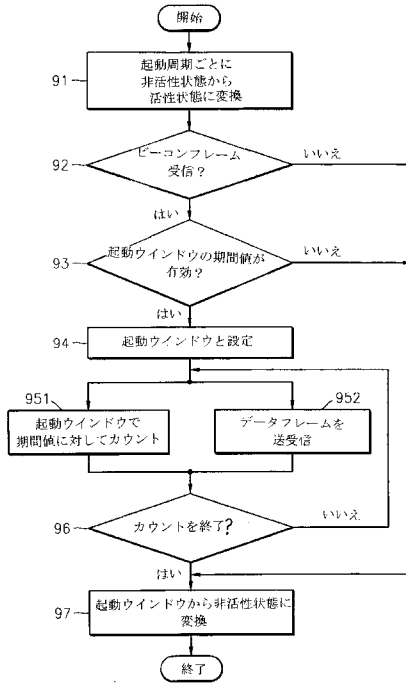 開始
91
起動周期ごとに
非活性状態から
活性状態に変換
92
ビーコンフレーム
受信?
いいえ
はい
93
起動ウインドウの期間値が
有効?
いいえ
はい
94
起動ウインドウと設定
951
起動ウインドウで
期間値に対してカウント
952
データフレームを
送受信
96
カウントを終了?
いいえ
はい
97
起動ウインドウから非活性状態に
変換
終了